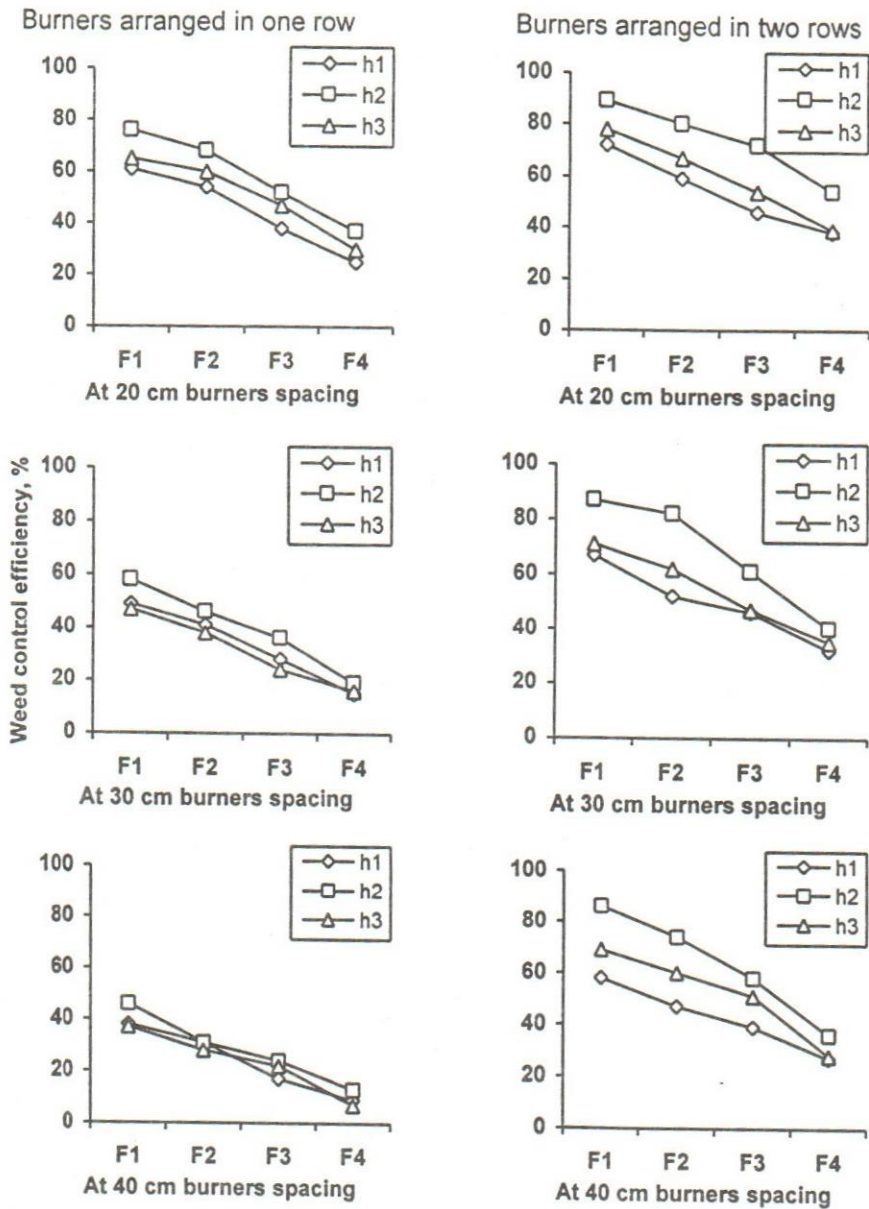 Burners arranged in one row
h1
h2
h3
100
80
60
40
20
0
F1 F2 F3 F4
At 20 cm burners spacing
Burners arranged in two rows
h1
h2
h3
100
80
60
40
20
0
F1 F2 F3 F4
At 20 cm burners spacing
Weed control efficiency, %
h1
h2
h3
100
80
60
40
20
0
F1 F2 F3 F4
At 30 cm burners spacing
h1
h2
h3
100
80
60
40
20
0
F1 F2 F3 F4
At 30 cm burners spacing
h1
h2
h3
100
80
60
40
20
0
F1 F2 F3 F4
At 40 cm burners spacing
h1
h2
h3
100
80
60
40
20
0
F1 F2 F3 F4
At 40 cm burners spacing